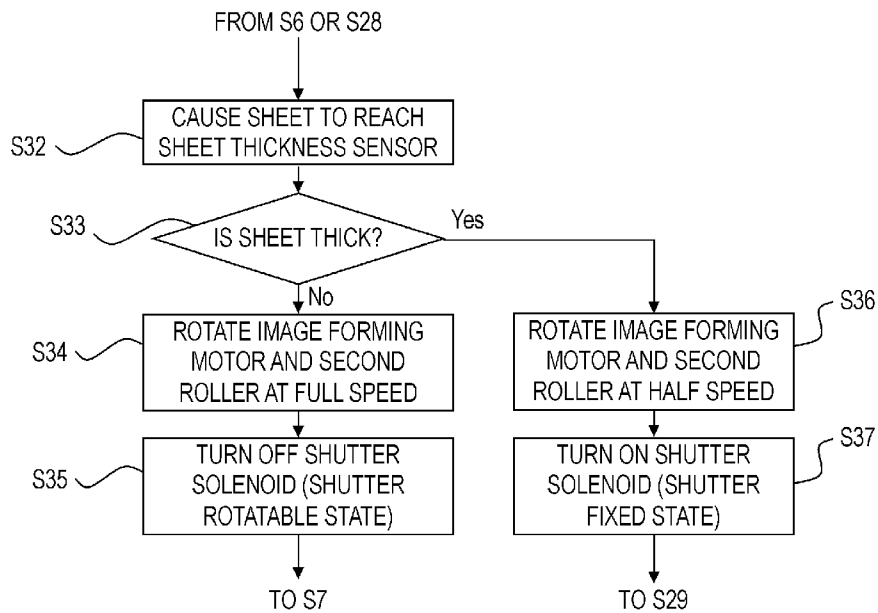 FROM S6 OR S28
S32
CAUSE SHEET TO REACH
SHEET THICKNESS SENSOR
S33
IS SHEET THICK?
Yes
No
S34
ROTATE IMAGE FORMING
MOTOR AND SECOND
ROLLER AT FULL SPEED
S36
ROTATE IMAGE FORMING
MOTOR AND SECOND
ROLLER AT HALF SPEED
S35
TURN OFF SHUTTER
SOLENOID (SHUTTER
ROTATABLE STATE)
S37
TURN ON SHUTTER
SOLENOID (SHUTTER
FIXED STATE)
TO S7
TO S29